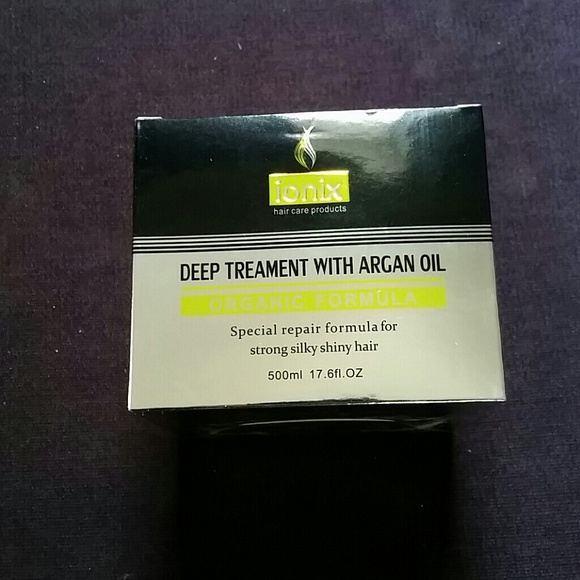 ionix
hair care products
DEEP TREAMENT WITH ARGAN OIL
ORGANIC FORMULA
Special repair formula for
strong silky shiny hair
500ml 17.6fl.OZ